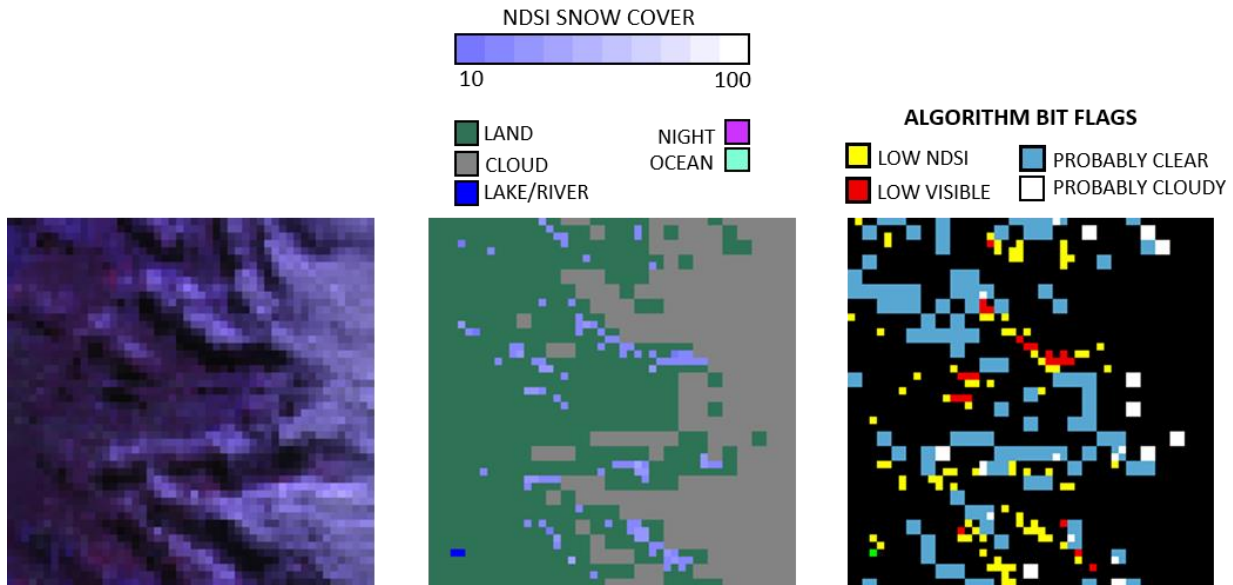 NDSI SNOW COVER
10 100
LAND
CLOUD
LAKE/RIVER
NIGHT
OCEAN
ALGORITHM BIT FLAGS
LOW NDSI
LOW VISIBLE
PROBABLY CLEAR
PROBABLY CLOUDY